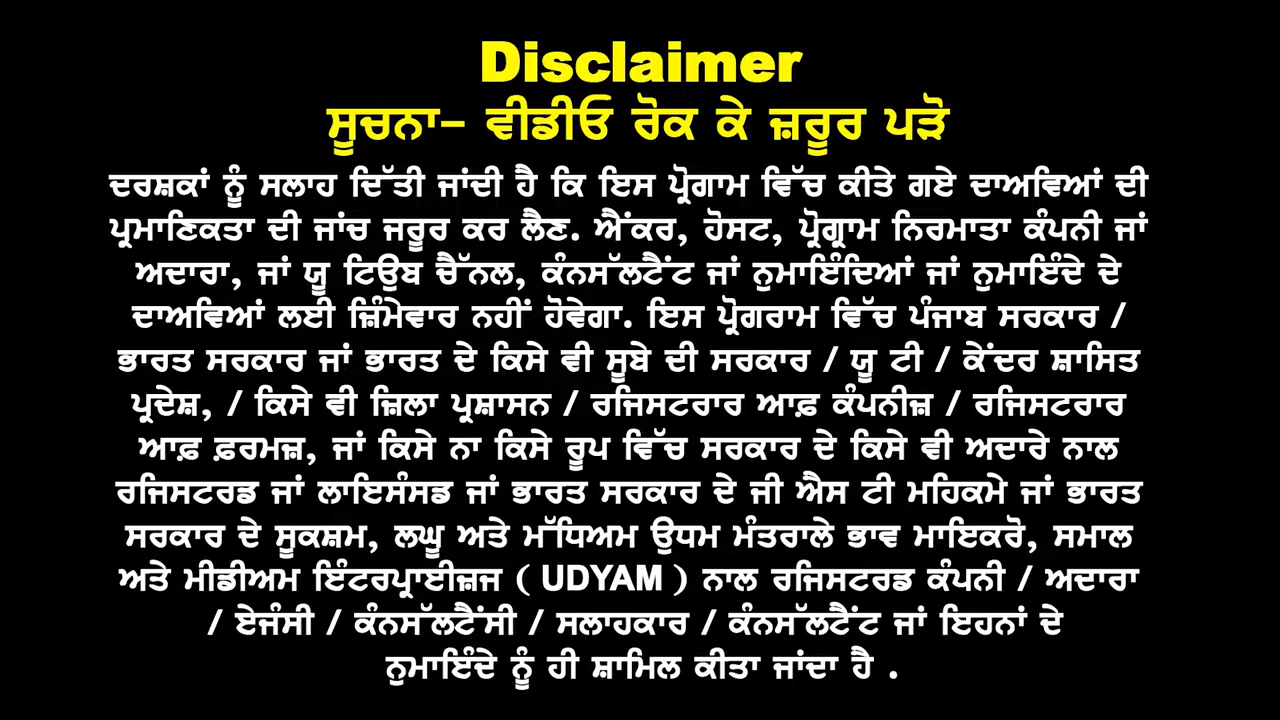 Disclaimer
ਸੂਚਨਾ- ਵੀਡੀਓ ਰੋਕ ਕੇ ਜ਼ਰੂਰ ਪੜੋ
ਦਰਸ਼ਕਾਂ ਨੂੰ ਸਲਾਹ ਦਿੱਤੀ ਜਾਂਦੀ ਹੈ ਕਿ ਇਸ ਪ੍ਰੋਗਾਮ ਵਿੱਚ ਕੀਤੇ ਗਏ ਦਾਅਵਿਆਂ ਦੀ
ਪ੍ਰਮਾਣਿਕਤਾ ਦੀ ਜਾਂਚ ਜਰੂਰ ਕਰ ਲੈਣ. ਐਂਕਰ, ਹੋਸਟ, ਪ੍ਰੋਗ੍ਰਾਮ ਨਿਰਮਾਤਾ ਕੰਪਨੀ ਜਾਂ
ਅਦਾਰਾ, ਜਾਂ ਯੂ ਟਿਊਬ ਚੈੱਨਲ, ਕੰਨਸੱਲਟੈਂਟ ਜਾਂ ਨੁਮਾਇੰਦਿਆਂ ਜਾਂ ਨੁਮਾਇੰਦੇ ਦੇ
ਦਾਅਵਿਆਂ ਲਈ ਜ਼ਿੰਮੇਵਾਰ ਨਹੀਂ ਹੋਵੇਗਾ. ਇਸ ਪ੍ਰੋਗਰਾਮ ਵਿੱਚ ਪੰਜਾਬ ਸਰਕਾਰ /
ਭਾਰਤ ਸਰਕਾਰ ਜਾਂ ਭਾਰਤ ਦੇ ਕਿਸੇ ਵੀ ਸੂਬੇ ਦੀ ਸਰਕਾਰ / ਯੂ ਟੀ / ਕੇਂਦਰ ਸ਼ਾਸਿਤ
ਪ੍ਰਦੇਸ਼, / ਕਿਸੇ ਵੀ ਜ਼ਿਲਾ ਪ੍ਰਸ਼ਾਸਨ / ਰਜਿਸਟਰਾਰ ਆਫ਼ ਕੰਪਨੀਜ਼ / ਰਜਿਸਟਰਾਰ
ਆਫ਼ ਫ਼ਰਮਜ਼, ਜਾਂ ਕਿਸੇ ਨਾ ਕਿਸੇ ਰੂਪ ਵਿੱਚ ਸਰਕਾਰ ਦੇ ਕਿਸੇ ਵੀ ਅਦਾਰੇ ਨਾਲ
ਰਜਿਸਟਰਡ ਜਾਂ ਲਾਇਸੰਸਡ ਜਾਂ ਭਾਰਤ ਸਰਕਾਰ ਦੇ ਜੀ ਐਸ ਟੀ ਮਹਿਕਮੇ ਜਾਂ ਭਾਰਤ
ਸਰਕਾਰ ਦੇ ਸੂਕਸ਼ਮ, ਲਘੂ ਅਤੇ ਮੱਧਿਅਮ ਉਧਮ ਮੰਤਰਾਲੇ ਭਾਵ ਮਾਇਕਰੋ, ਸਮਾਲ
ਅਤੇ ਮੀਡੀਅਮ ਇੰਟਰਪ੍ਰਾਈਜ਼ਜ ( UDYAM ) ਨਾਲ ਰਜਿਸਟਰਡ ਕੰਪਨੀ / ਅਦਾਰਾ
/ ਏਜੰਸੀ / ਕੰਨਸੱਲਟੈਂਸੀ / ਸਲਾਹਕਾਰ / ਕੰਨਸੱਲਟੈਂਟ ਜਾਂ ਇਹਨਾਂ ਦੇ
ਨੁਮਾਇੰਦੇ ਨੂੰ ਹੀ ਸ਼ਾਮਿਲ ਕੀਤਾ ਜਾਂਦਾ ਹੈ .